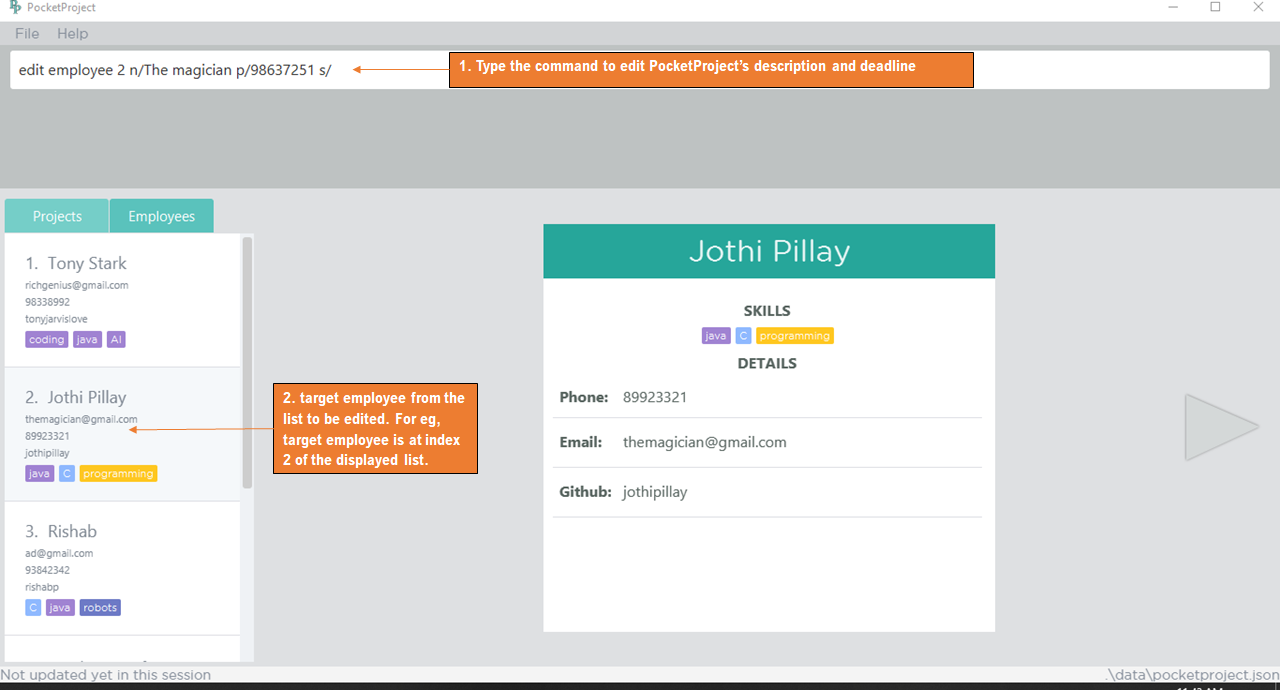 PocketProject
File Help
edit employee 2 n/The magician p/98637251 s/
1. Type the command to edit PocketProject’s description and deadline
Projects Employees
1. Tony Stark
richgenius@gmail.com
98338992
tonyjarvislove
coding java AI
2. Jothi Pillay
themagician@gmail.com
89923321
jothipillay
java C programming
3. Rishab
ad@gmail.com
93842342
rishabp
C java robots
2. target employee from the
list to be edited. For eg,
target employee is at index
2 of the displayed list.
Jothi Pillay
SKILLS
java C programming
DETAILS
Phone: 89923321
Email: themagician@gmail.com
Github: jothipillay
Not updated yet in this session
.\data\pocketproject.json